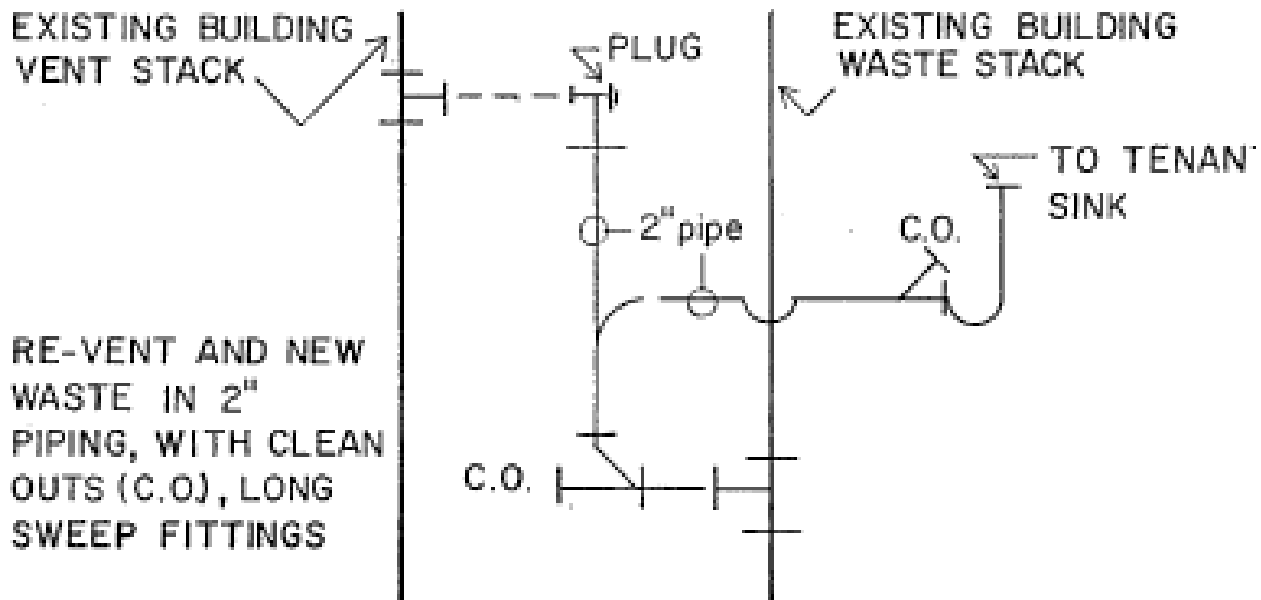 EXISTING BUILDING
VENT STACK
PLUG
EXISTING BUILDING
WASTE STACK
TO TENAN
SINK
2" pipe
C.O.
RE-VENT AND NEW
WASTE IN 2"
PIPING, WITH CLEAN
OUTS (C.O), LONG
SWEEP FITTINGS
C.O.